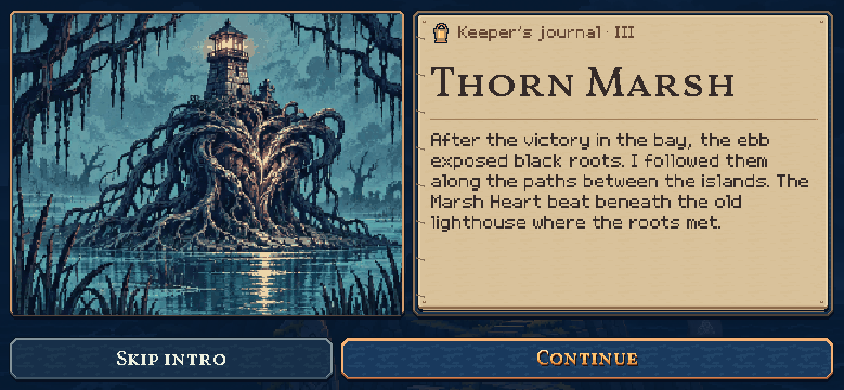 Keeper's journal · III
Thorn Marsh
After the victory in the bay, the ebb
exposed black roots. I followed them
along the paths between the islands. The
Marsh Heart beat beneath the old
lighthouse where the roots met.
Skip intro
Continue